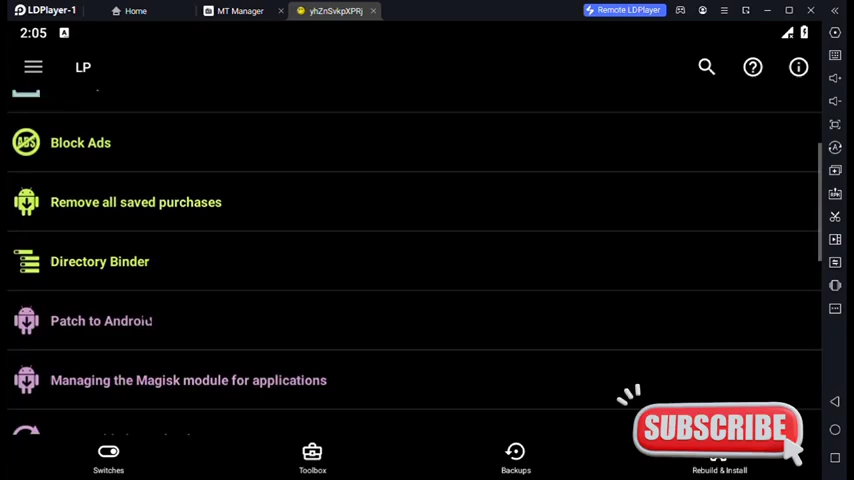 LDPlayer-1
Home
MT Manager
yhZnSvkpXPRj
Remote LDPlayer
2:05
A
LP
ADS
Block Ads
Remove all saved purchases
Directory Binder
Patch to Android
Managing the Magisk module for applications
SUBSCRIBE
Switches
Toolbox
Backups
Rebuild & Install